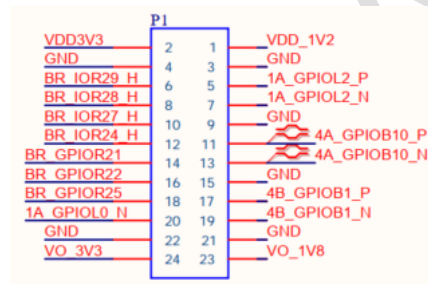 P1
VDD3V3 2 1 VDD_1V2
GND 4 3 GND
BR_IOR29_H 6 5 1A_GPIOL2_P
BR_IOR28_H 8 7 1A_GPIOL2_N
BR_IOR27_H 10 9 GND
BR_IOR24_H 12 11 4A_GPIOB10_P
BR_GPIOR21 14 13 4A_GPIOB10_N
BR_GPIOR22 16 15 GND
BR_GPIOR25 18 17 4B_GPIOB1_P
1A_GPIOL0_N 20 19 4B_GPIOB1_N
GND 22 21 GND
VO_3V3 24 23 VO_1V8